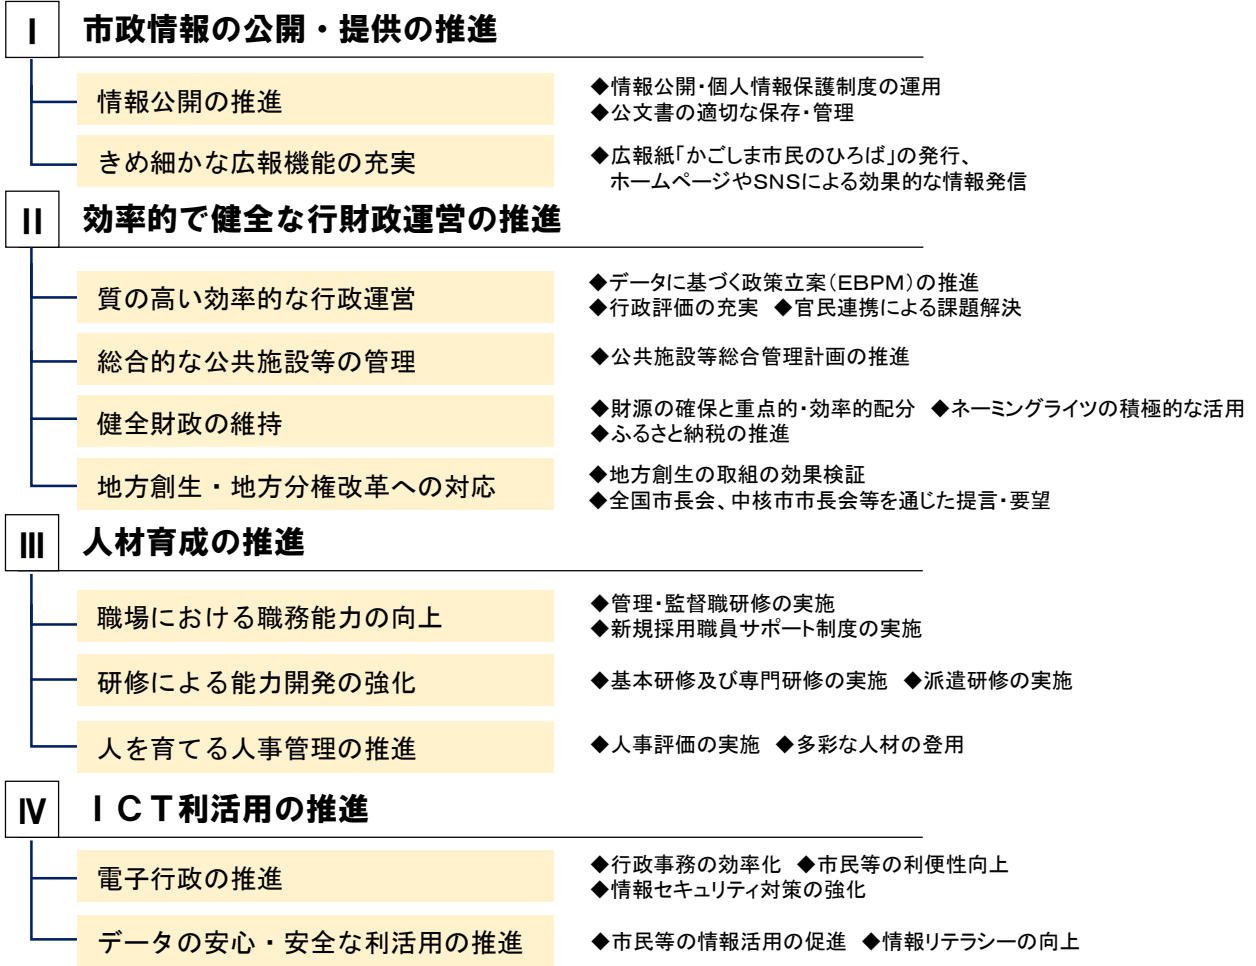 Ⅰ 市政情報の公開・提供の推進
情報公開の推進
◆情報公開・個人情報保護制度の運用
◆公文書の適切な保存・管理
きめ細かな広報機能の充実
◆広報紙「かごしま市民のひろば」の発行、
ホームページやSNSによる効果的な情報発信
Ⅱ 効率的で健全な行財政運営の推進
質の高い効率的な行政運営
◆データに基づく政策立案（EBPM）の推進
◆行政評価の充実 ◆官民連携による課題解決
総合的な公共施設等の管理
◆公共施設等総合管理計画の推進
健全財政の維持
◆財源の確保と重点的・効率的配分 ◆ネーミングライツの積極的な活用
◆ふるさと納税の推進
地方創生・地方分権改革への対応
◆地方創生の取組の効果検証
◆全国市長会、中核市市長会等を通じた提言・要望
Ⅲ 人材育成の推進
職場における職務能力の向上
◆管理・監督職研修の実施
◆新規採用職員サポート制度の実施
研修による能力開発の強化
◆基本研修及び専門研修の実施 ◆派遣研修の実施
人を育てる人事管理の推進
◆人事評価の実施 ◆多彩な人材の登用
Ⅳ ＩＣＴ利活用の推進
電子行政の推進
◆行政事務の効率化 ◆市民等の利便性向上
◆情報セキュリティ対策の強化
データの安心・安全な利活用の推進
◆市民等の情報活用の促進 ◆情報リテラシーの向上